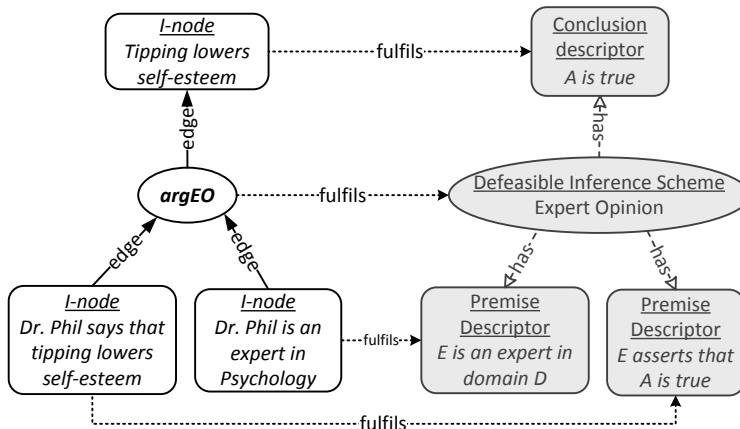 I-node
Tipping lowers
self-esteem
fulfils
Conclusion
descriptor
A is true
edge
has
argEO
fulfils
Defeasible Inference Scheme
Expert Opinion
edge
edge
has
has
I-node
Dr. Phil says that
tipping lowers
self-esteem
I-node
Dr. Phil is an
expert in
Psychology
fulfils
Premise
Descriptor
E is an expert in
domain D
Premise
Descriptor
E asserts that
A is true
fulfils